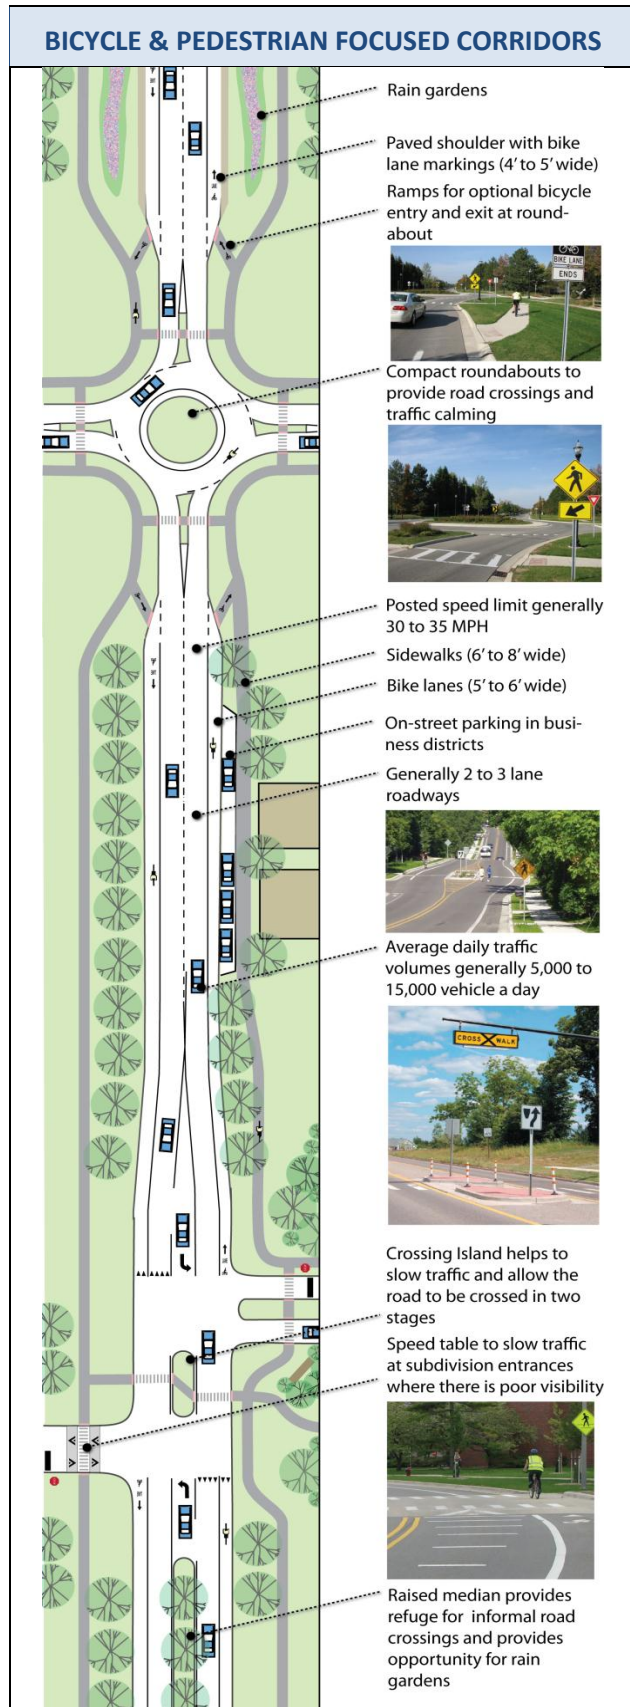 BICYCLE & PEDESTRIAN FOCUSED CORRIDORS
Rain gardens
Paved shoulder with bike
lane markings (4' to 5' wide)
Ramps for optional bicycle
entry and exit at round-
about
BIKE LANE
ENDS
Compact roundabouts to
provide road crossings and
traffic calming
Posted speed limit generally
30 to 35 MPH
Sidewalks (6' to 8' wide)
Bike lanes (5' to 6' wide)
On-street parking in busi-
ness districts
Generally 2 to 3 lane
roadways
Average daily traffic
volumes generally 5,000 to
15,000 vehicle a day
CROSS WALK
Crossing Island helps to
slow traffic and allow the
road to be crossed in two
stages
Speed table to slow traffic
at subdivision entrances
where there is poor visibility
Raised median provides
refuge for informal road
crossings and provides
opportunity for rain
gardens